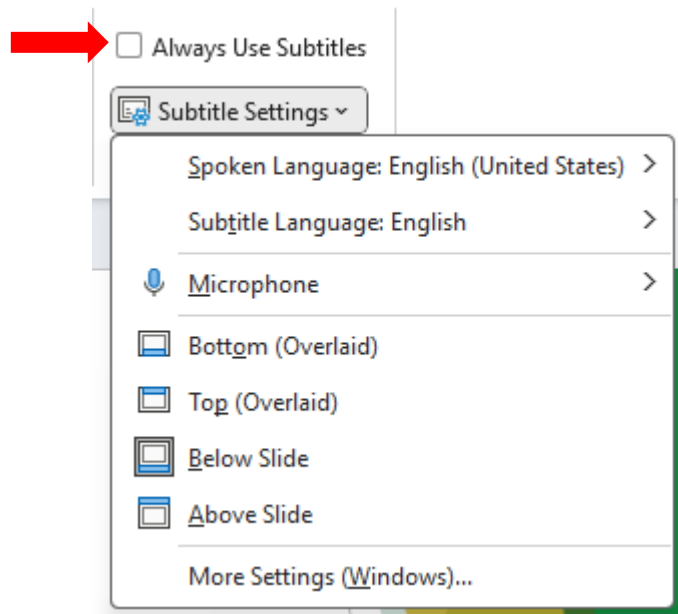 Always Use Subtitles
Subtitle Settings
Spoken Language: English (United States)
Subtitle Language: English
Microphone
Bottom (Overlaid)
Top (Overlaid)
Below Slide
Above Slide
More Settings (Windows)...